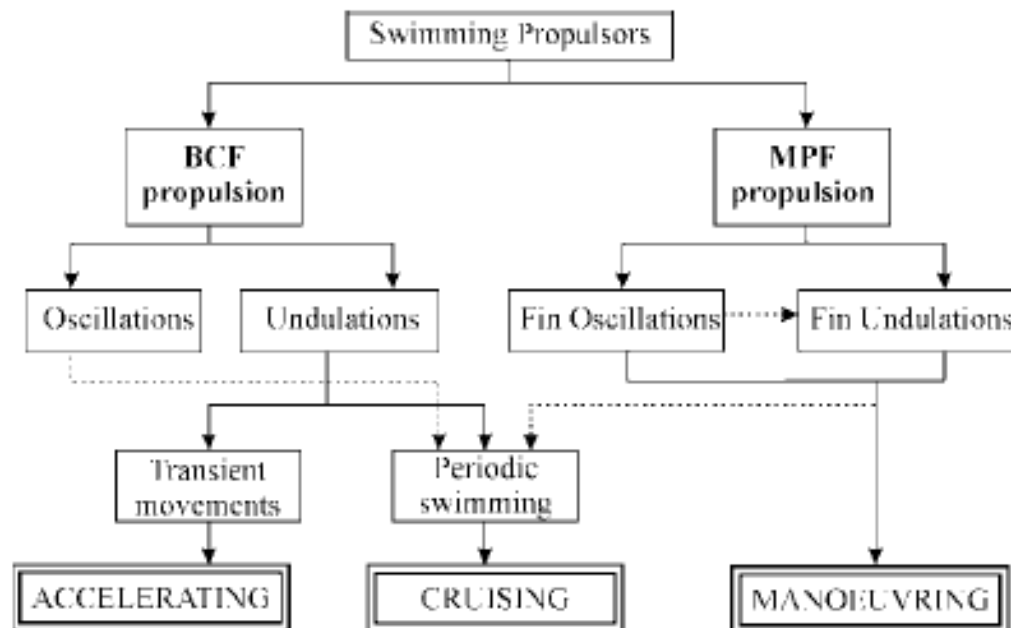 Swimming Propulsors
BCF
propulsion
MPF
propulsion
Oscillations
Undulations
Fin Oscillations
Fin Undulations
Transient
movements
Periodic
swimming
ACCELERATING
CRUISING
MANOEUVRING